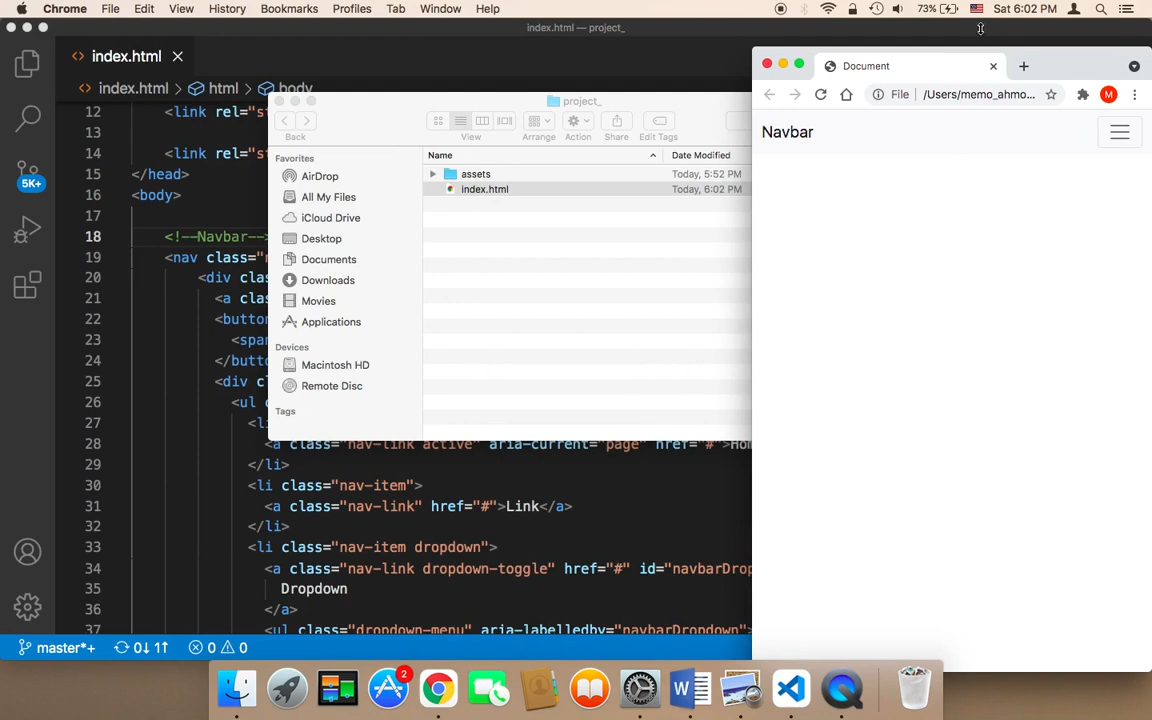 Chrome File Edit View History Bookmarks Profiles Tab Window Help 73% Sat 6:02 PM
index.html — project_
index.html
index.html > html > body
12 <link rel="s
13
14 <link rel="s
15 </head>
16 <body>
17
18 <!--Navbar--
19 <nav class="
20 <div clas
21 <a clas
22 <button
23 <spa
24 </butto
25 <div c
26 <ul
27 <l
28 <a class="nav-link active" aria-current="page" href="#">Ho
29 </li>
30 <li class="nav-item">
31 <a class="nav-link" href="#">Link</a>
32 </li>
33 <li class="nav-item dropdown">
34 <a class="nav-link dropdown-toggle" href="#" id="navbarDrop
35 Dropdown
36 </a>
37 <ul class="dropdown-menu" aria-labelledby="navbarDropdown">
5K+
master*+ 0↓ 1↑ 0 0
project_
Back View Arrange Action Share Edit Tags
Favorites
AirDrop
All My Files
iCloud Drive
Desktop
Documents
Downloads
Movies
Applications
Devices
Macintosh HD
Remote Disc
Tags
Name Date Modified
assets Today, 5:52 PM
index.html Today, 6:02 PM
Document
File /Users/memo_ahmo... M
Navbar
2